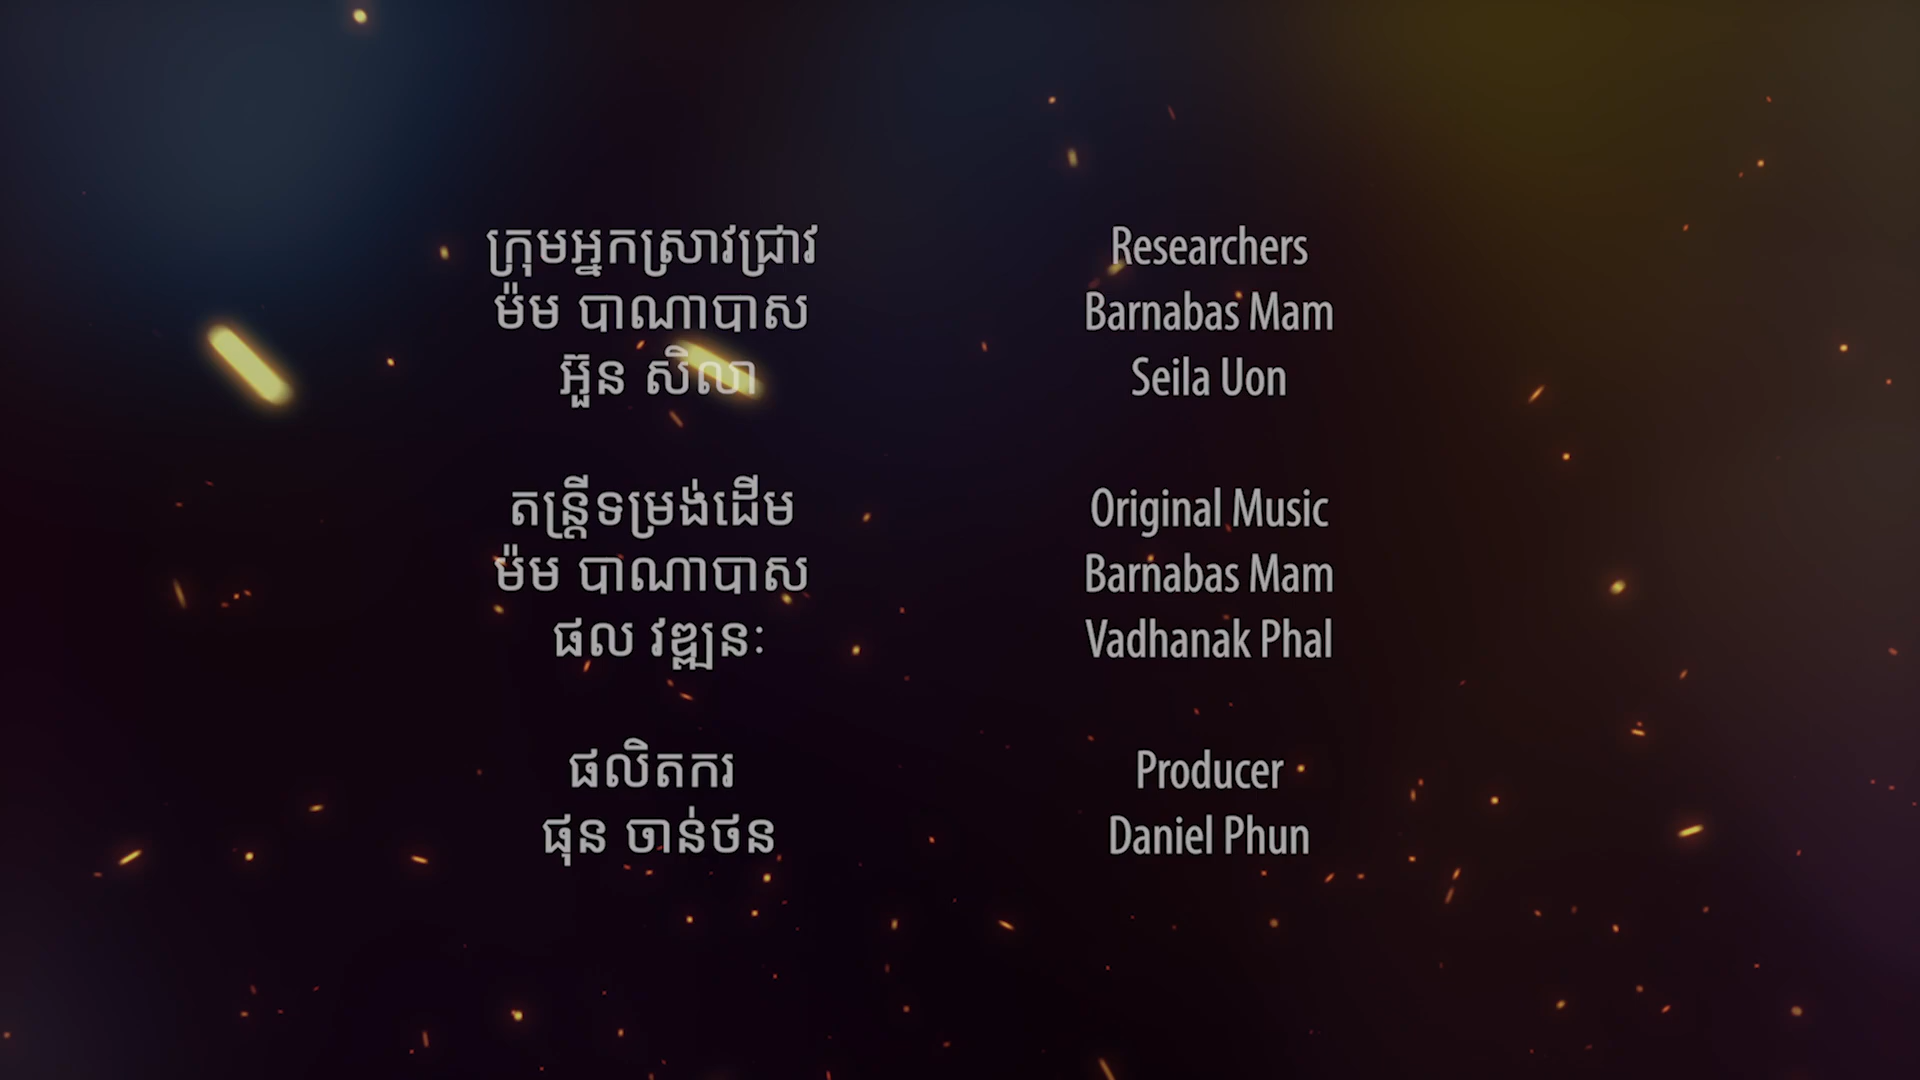 ក្រុមអ្នកស្រាវជ្រាវ
ម៉ម បាណាបាស
អ៊ួន សិលា
តន្ត្រីទម្រង់ដើម
ម៉ម បាណាបាស
ផល វឌ្ឍនៈ
ផលិតករ
ផុន ចាន់ថន
Researchers
Barnabas Mam
Seila Uon
Original Music
Barnabas Mam
Vadhanak Phal
Producer
Daniel Phun